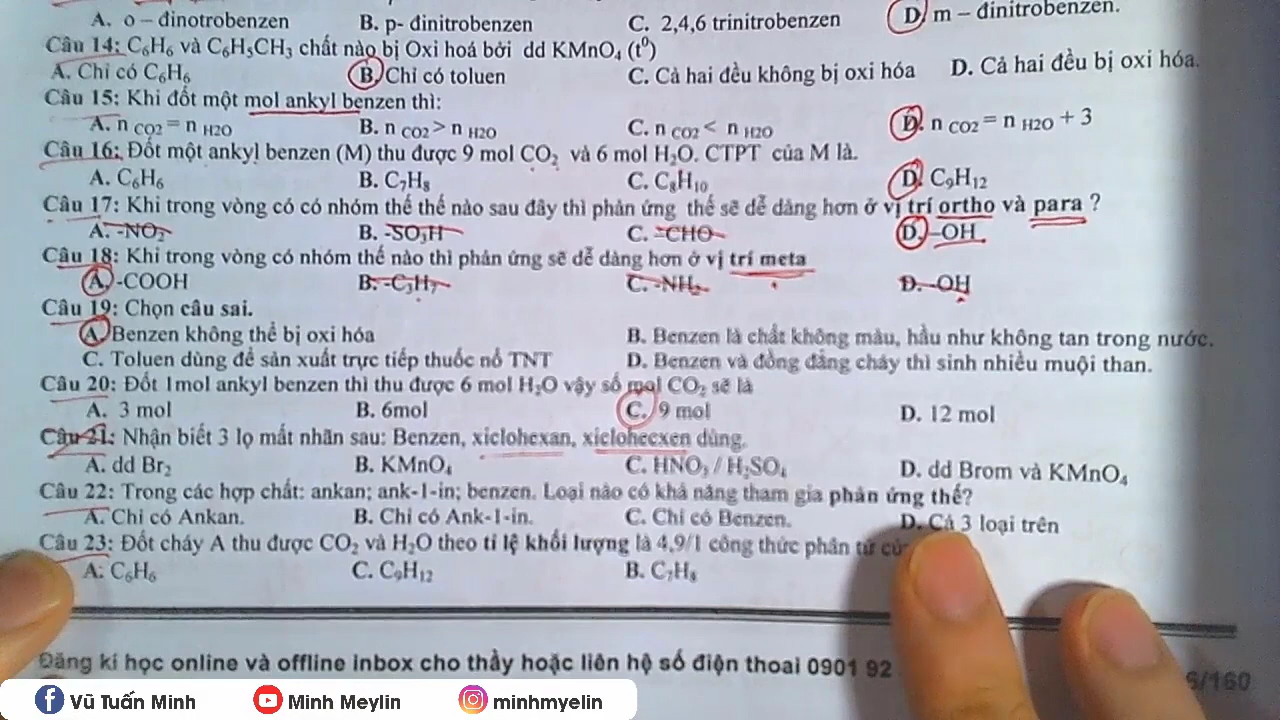 A. o – đinotrobenzen B. p- đinitrobenzen C. 2,4,6 trinitrobenzen D. m – đinitrobenzen.
Câu 14: C₆H₆ và C₆H₅CH₃ chất nào bị Oxi hoá bởi dd KMnO₄ (t⁰)
A. Chỉ có C₆H₆ B. Chỉ có toluen C. Cả hai đều không bị oxi hóa D. Cả hai đều bị oxi hóa.
Câu 15: Khi đốt một mol ankyl benzen thì:
A. n CO2 = n H2O B. n CO2 > n H2O C. n CO2 < n H2O D. n CO2 = n H2O + 3
Câu 16: Đốt một ankyl benzen (M) thu được 9 mol CO₂ và 6 mol H₂O. CTPT của M là.
A. C₆H₆ B. C₇H₈ C. C₈H₁₀ D. C₉H₁₂
Câu 17: Khi trong vòng có có nhóm thế thế nào sau đây thì phản ứng thế sẽ dễ dàng hơn ở vị trí ortho và para ?
A. -NO₂ B. -SO₃H C. -CHO D. –OH
Câu 18: Khi trong vòng có nhóm thế nào thì phản ứng sẽ dễ dàng hơn ở vị trí meta
A. -COOH B. -C₃H₇ C. -NH₂ D. -OH
Câu 19: Chọn câu sai.
A. Benzen không thể bị oxi hóa B. Benzen là chất không màu, hầu như không tan trong nước.
C. Toluen dùng để sản xuất trực tiếp thuốc nổ TNT D. Benzen và đồng đẳng cháy thì sinh nhiều muội than.
Câu 20: Đốt 1mol ankyl benzen thì thu được 6 mol H₂O vậy số mol CO₂ sẽ là
A. 3 mol B. 6mol C. 9 mol D. 12 mol
Câu 21: Nhận biết 3 lọ mất nhãn sau: Benzen, xiclohexan, xiclohecxen dùng.
A. dd Br₂ B. KMnO₄ C. HNO₃ / H₂SO₄ D. dd Brom và KMnO₄
Câu 22: Trong các hợp chất: ankan; ank-1-in; benzen. Loại nào có khả năng tham gia phản ứng thế?
A. Chỉ có Ankan. B. Chỉ có Ank-1-in. C. Chỉ có Benzen. D. Cả 3 loại trên
Câu 23: Đốt cháy A thu được CO₂ và H₂O theo tỉ lệ khối lượng là 4,9/1 công thức phân tử
A. C₆H₆ C. C₉H₁₂ B. C₇H₈
Đăng kí học online và offline inbox cho thầy hoặc liên hệ số điện thoại 0901 92
6/160
Vũ Tuấn Minh Minh Meylin minhmyelin